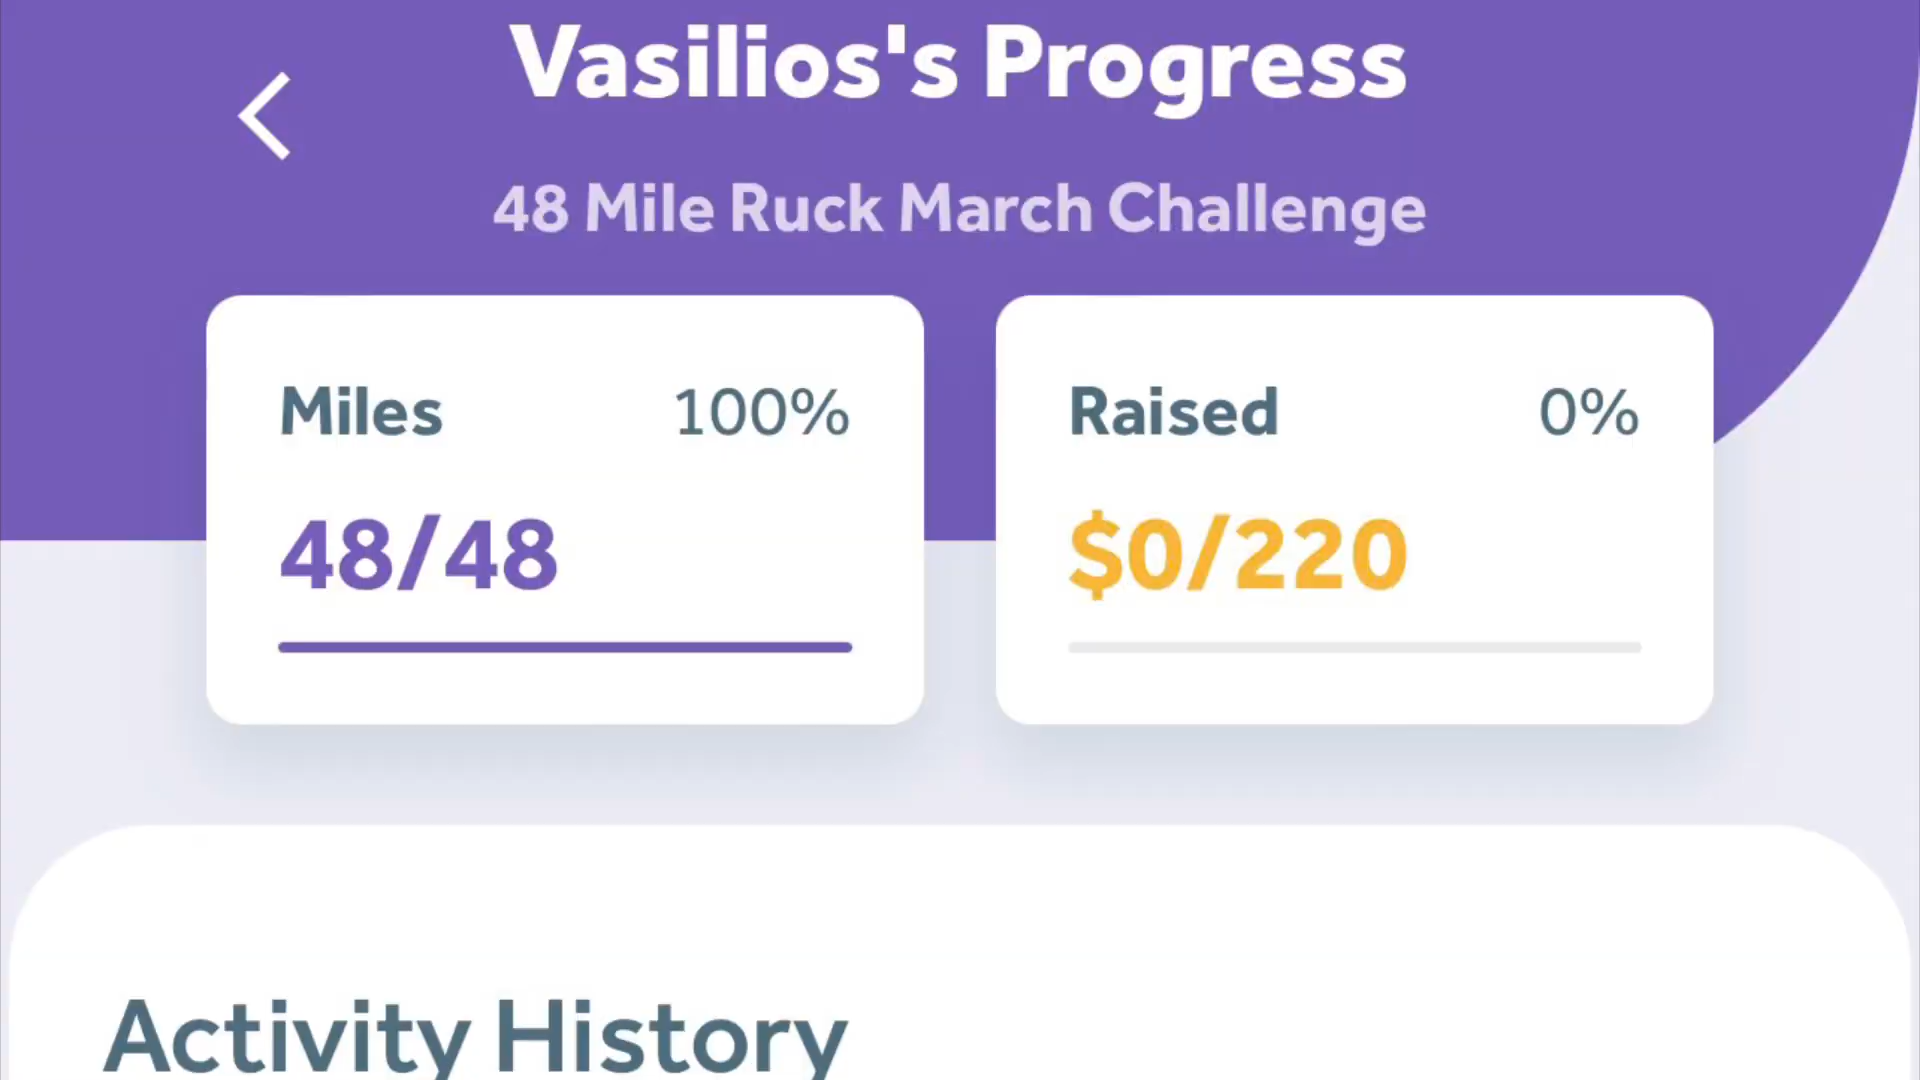 Vasilios's Progress
48 Mile Ruck March Challenge
Miles 100%
48/48
Raised 0%
$0/220
Activity History